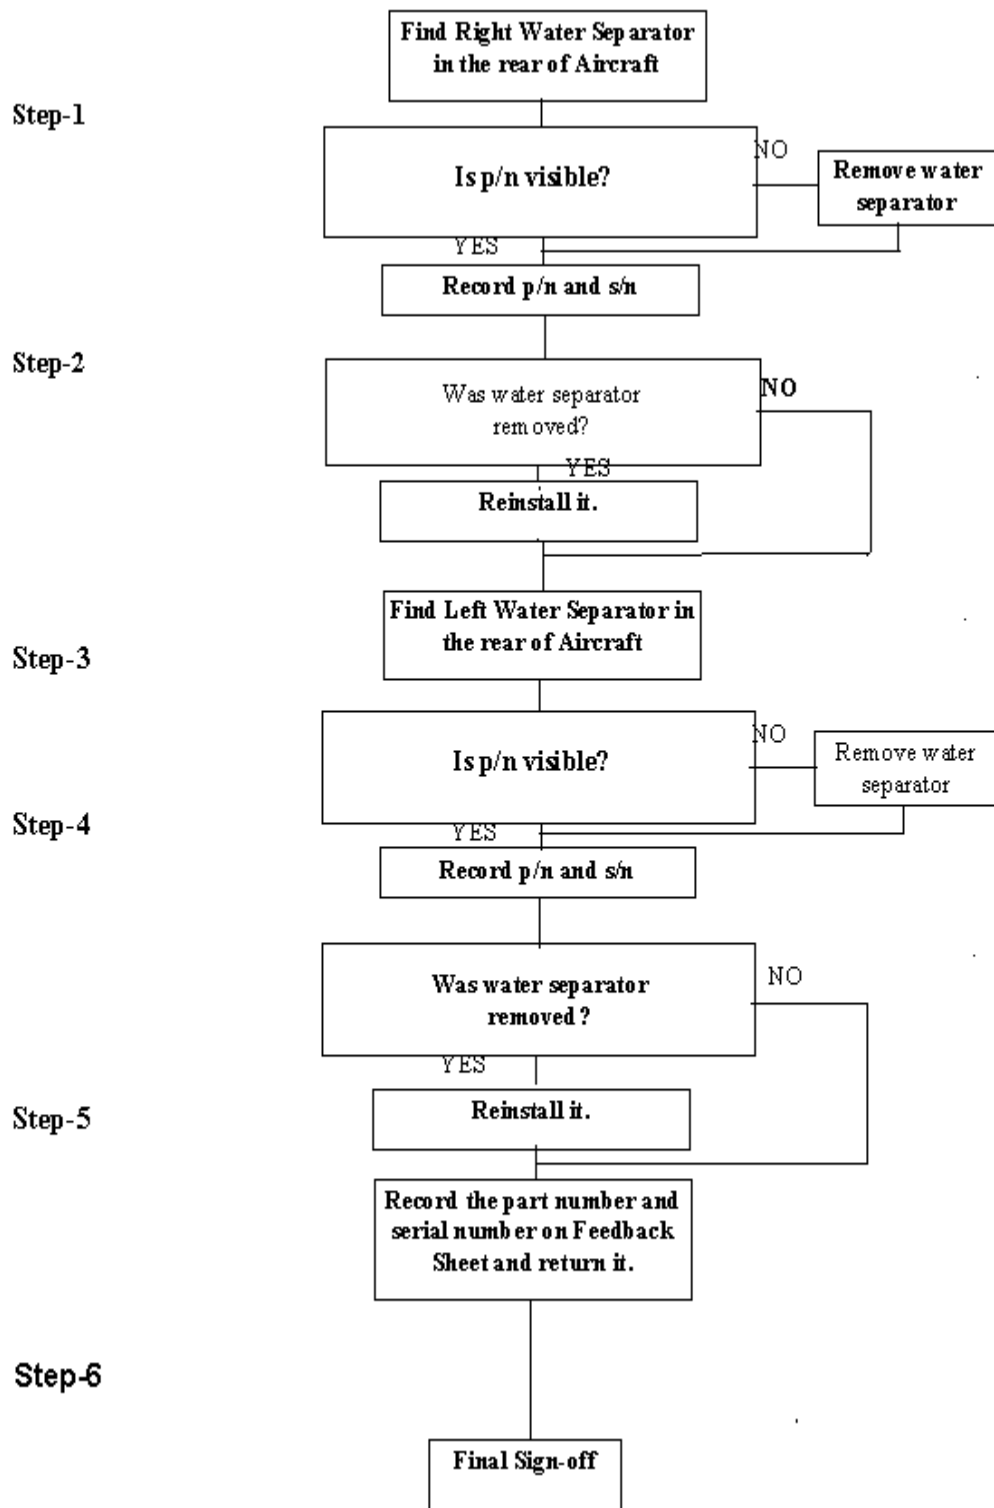 Find Right Water Separator
in the rear of Aircraft
Step-1
NO
Is p/n visible?
Remove water
separator
YES
Record p/n and s/n
Step-2
NO
Was water separator
removed?
YES
Reinstall it.
Find Left Water Separator in
the rear of Aircraft
Step-3
NO
Is p/n visible?
Remove water
separator
Step-4
YES
Record p/n and s/n
NO
Was water separator
removed?
YES
Step-5
Reinstall it.
Record the part number and
serial number on Feedback
Sheet and return it.
Step-6
Final Sign-off